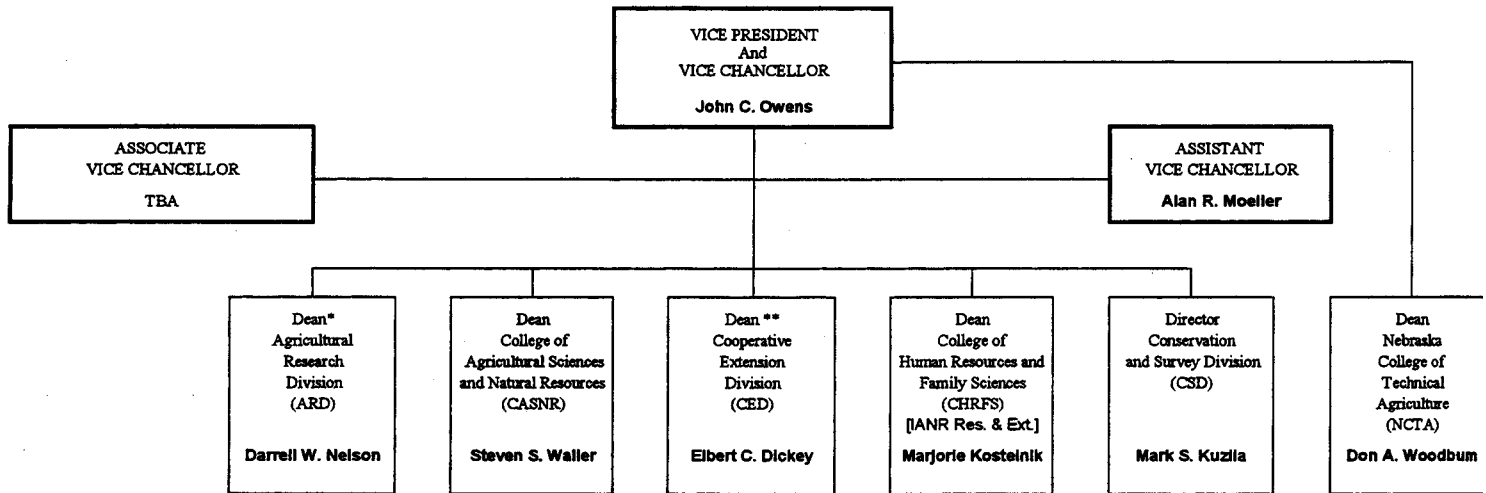 VICE PRESIDENT
And
VICE CHANCELLOR
John C. Owens
ASSOCIATE
VICE CHANCELLOR
TBA
ASSISTANT
VICE CHANCELLOR
Alan R. Moeller
Dean*
Agricultural
Research
Division
(ARD)
Darrell W. Nelson
Dean
College of
Agricultural Sciences
and Natural Resources
(CASNR)
Steven S. Waller
Dean **
Cooperative
Extension
Division
(CED)
Elbert C. Dickey
Dean
College of
Human Resources and
Family Sciences
(CHRFS)
[IANR Res. & Ext.]
Marjorie Kostelnik
Director
Conservation
and Survey Division
(CSD)
Mark S. Kuzila
Dean
Nebraska
College of
Technical
Agriculture
(NCTA)
Don A. Woodburn